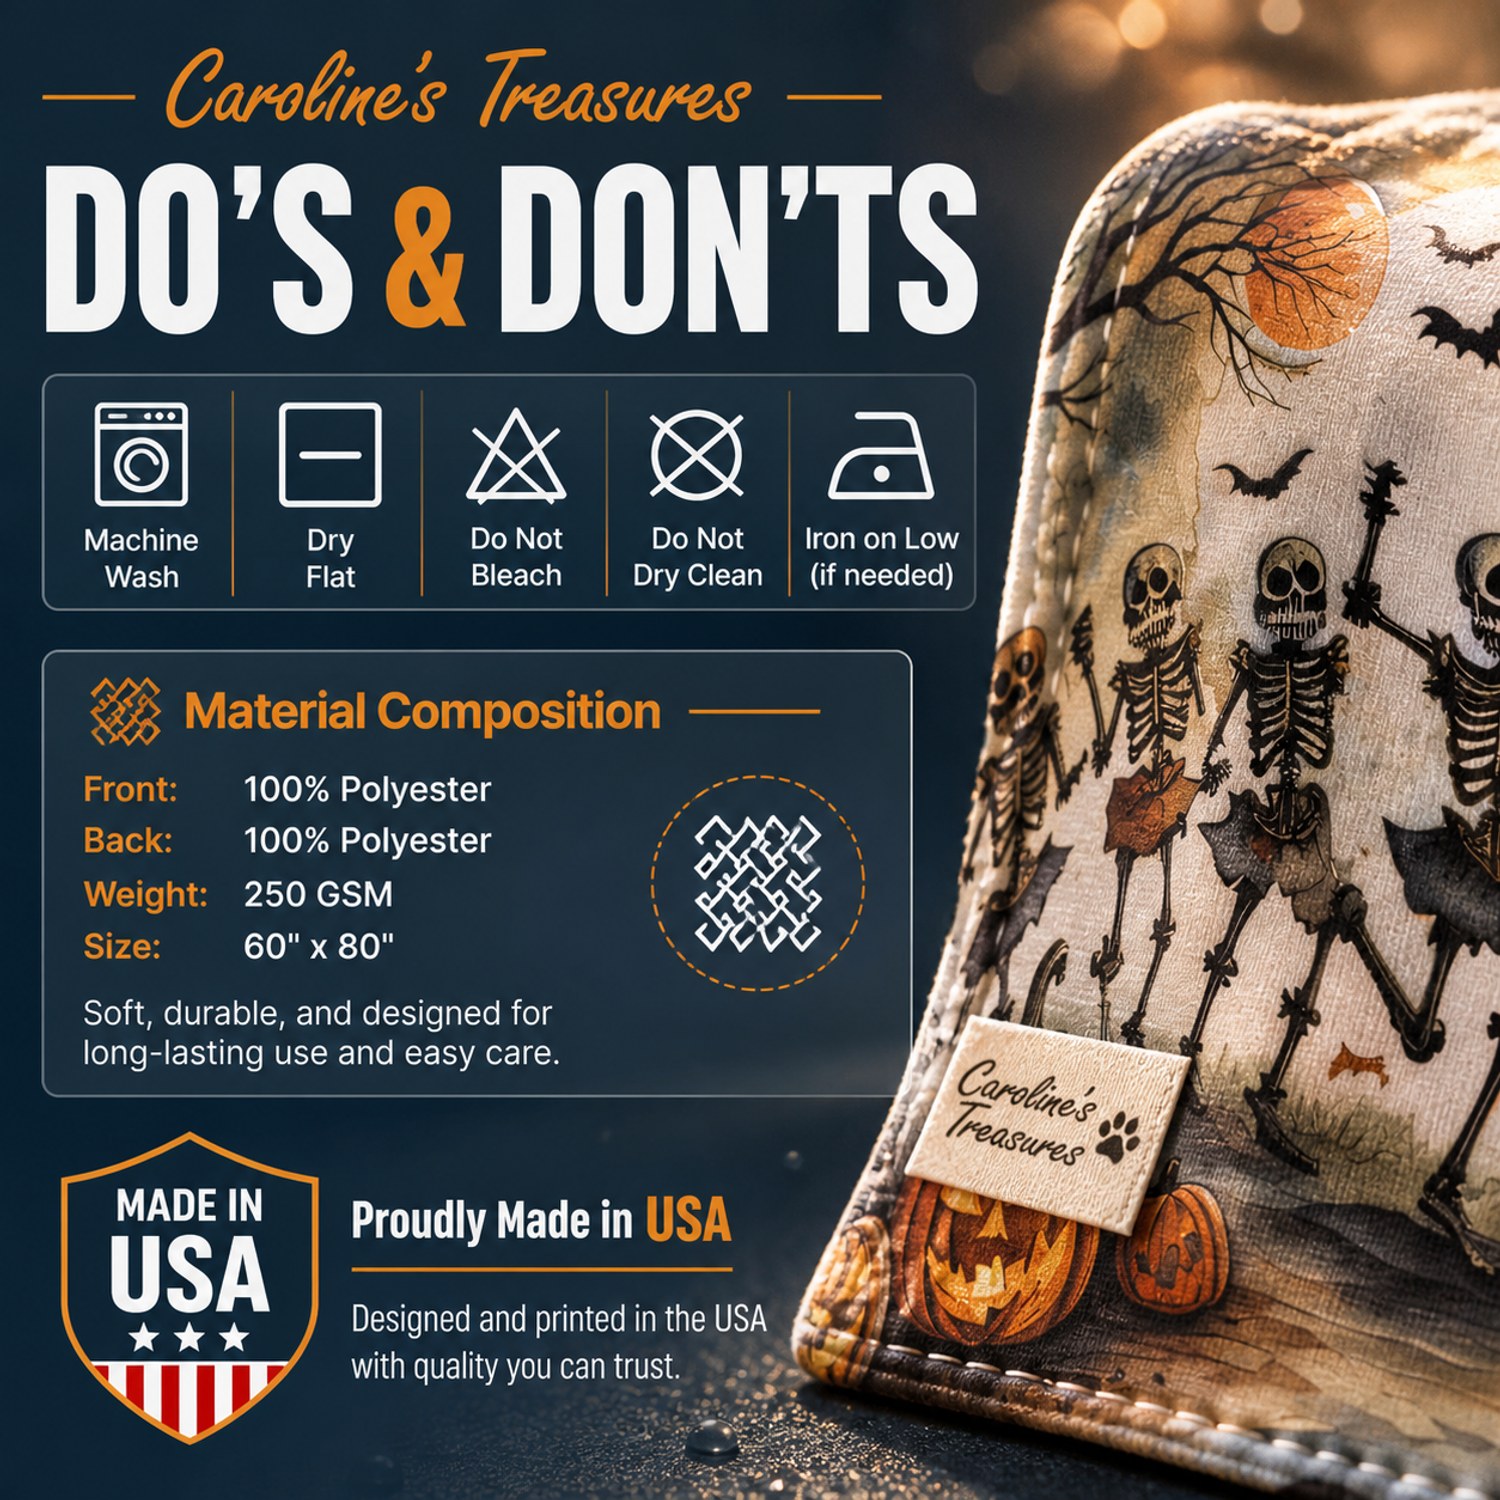 Caroline's Treasures
DO'S & DON'TS
Machine
Wash
Dry
Flat
Do Not
Bleach
Do Not
Dry Clean
Iron on Low
(if needed)
Material Composition
Front: 100% Polyester
Back: 100% Polyester
Weight: 250 GSM
Size: 60" x 80"
Soft, durable, and designed for
long-lasting use and easy care.
Caroline's
Treasures
MADE IN
USA
Proudly Made in USA
Designed and printed in the USA
with quality you can trust.